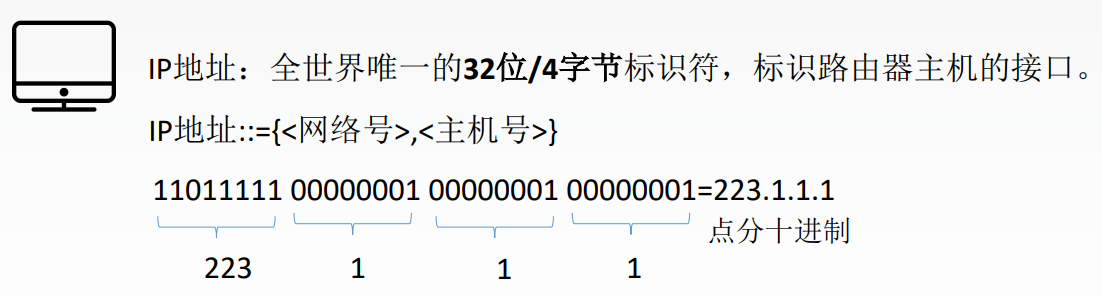 IP地址：全世界唯一的32位/4字节标识符，标识路由器主机的接口。
IP地址::={<网络号>,<主机号>}
11011111 00000001 00000001 00000001=223.1.1.1
点分十进制
223 1 1 1